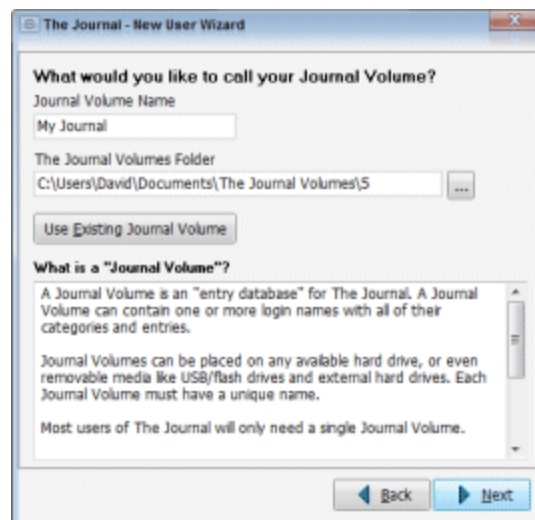 The Journal - New User Wizard
What would you like to call your Journal Volume?
Journal Volume Name
My Journal
The Journal Volumes Folder
C:\Users\David\Documents\The Journal Volumes\5
...
Use Existing Journal Volume
What is a "Journal Volume"?
A Journal Volume is an "entry database" for The Journal. A Journal
Volume can contain one or more login names with all of their
categories and entries.
Journal Volumes can be placed on any available hard drive, or even
removable media like USB/flash drives and external hard drives. Each
Journal Volume must have a unique name.
Most users of The Journal will only need a single Journal Volume.
Back Next